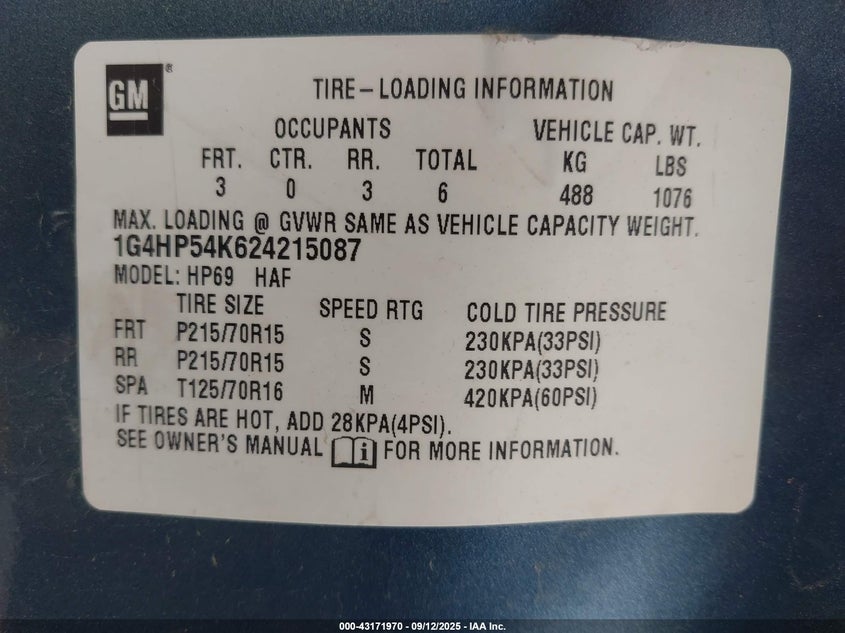 GM®
TIRE-LOADING INFORMATION
OCCUPANTS VEHICLE CAP. WT.
FRT. CTR. RR. TOTAL KG LBS
3 0 3 6 488 1076
MAX. LOADING @ GVWR SAME AS VEHICLE CAPACITY WEIGHT.
1G4HP54K624215087
MODEL: HP69 HAF
TIRE SIZE SPEED RTG COLD TIRE PRESSURE
FRT P215/70R15 S 230KPA(33PSI)
RR P215/70R15 S 230KPA(33PSI)
SPA T125/70R16 M 420KPA(60PSI)
IF TIRES ARE HOT, ADD 28KPA(4PSI).
SEE OWNER'S MANUAL i FOR MORE INFORMATION.
000-43171970 - 09/12/2025 - IAA Inc.